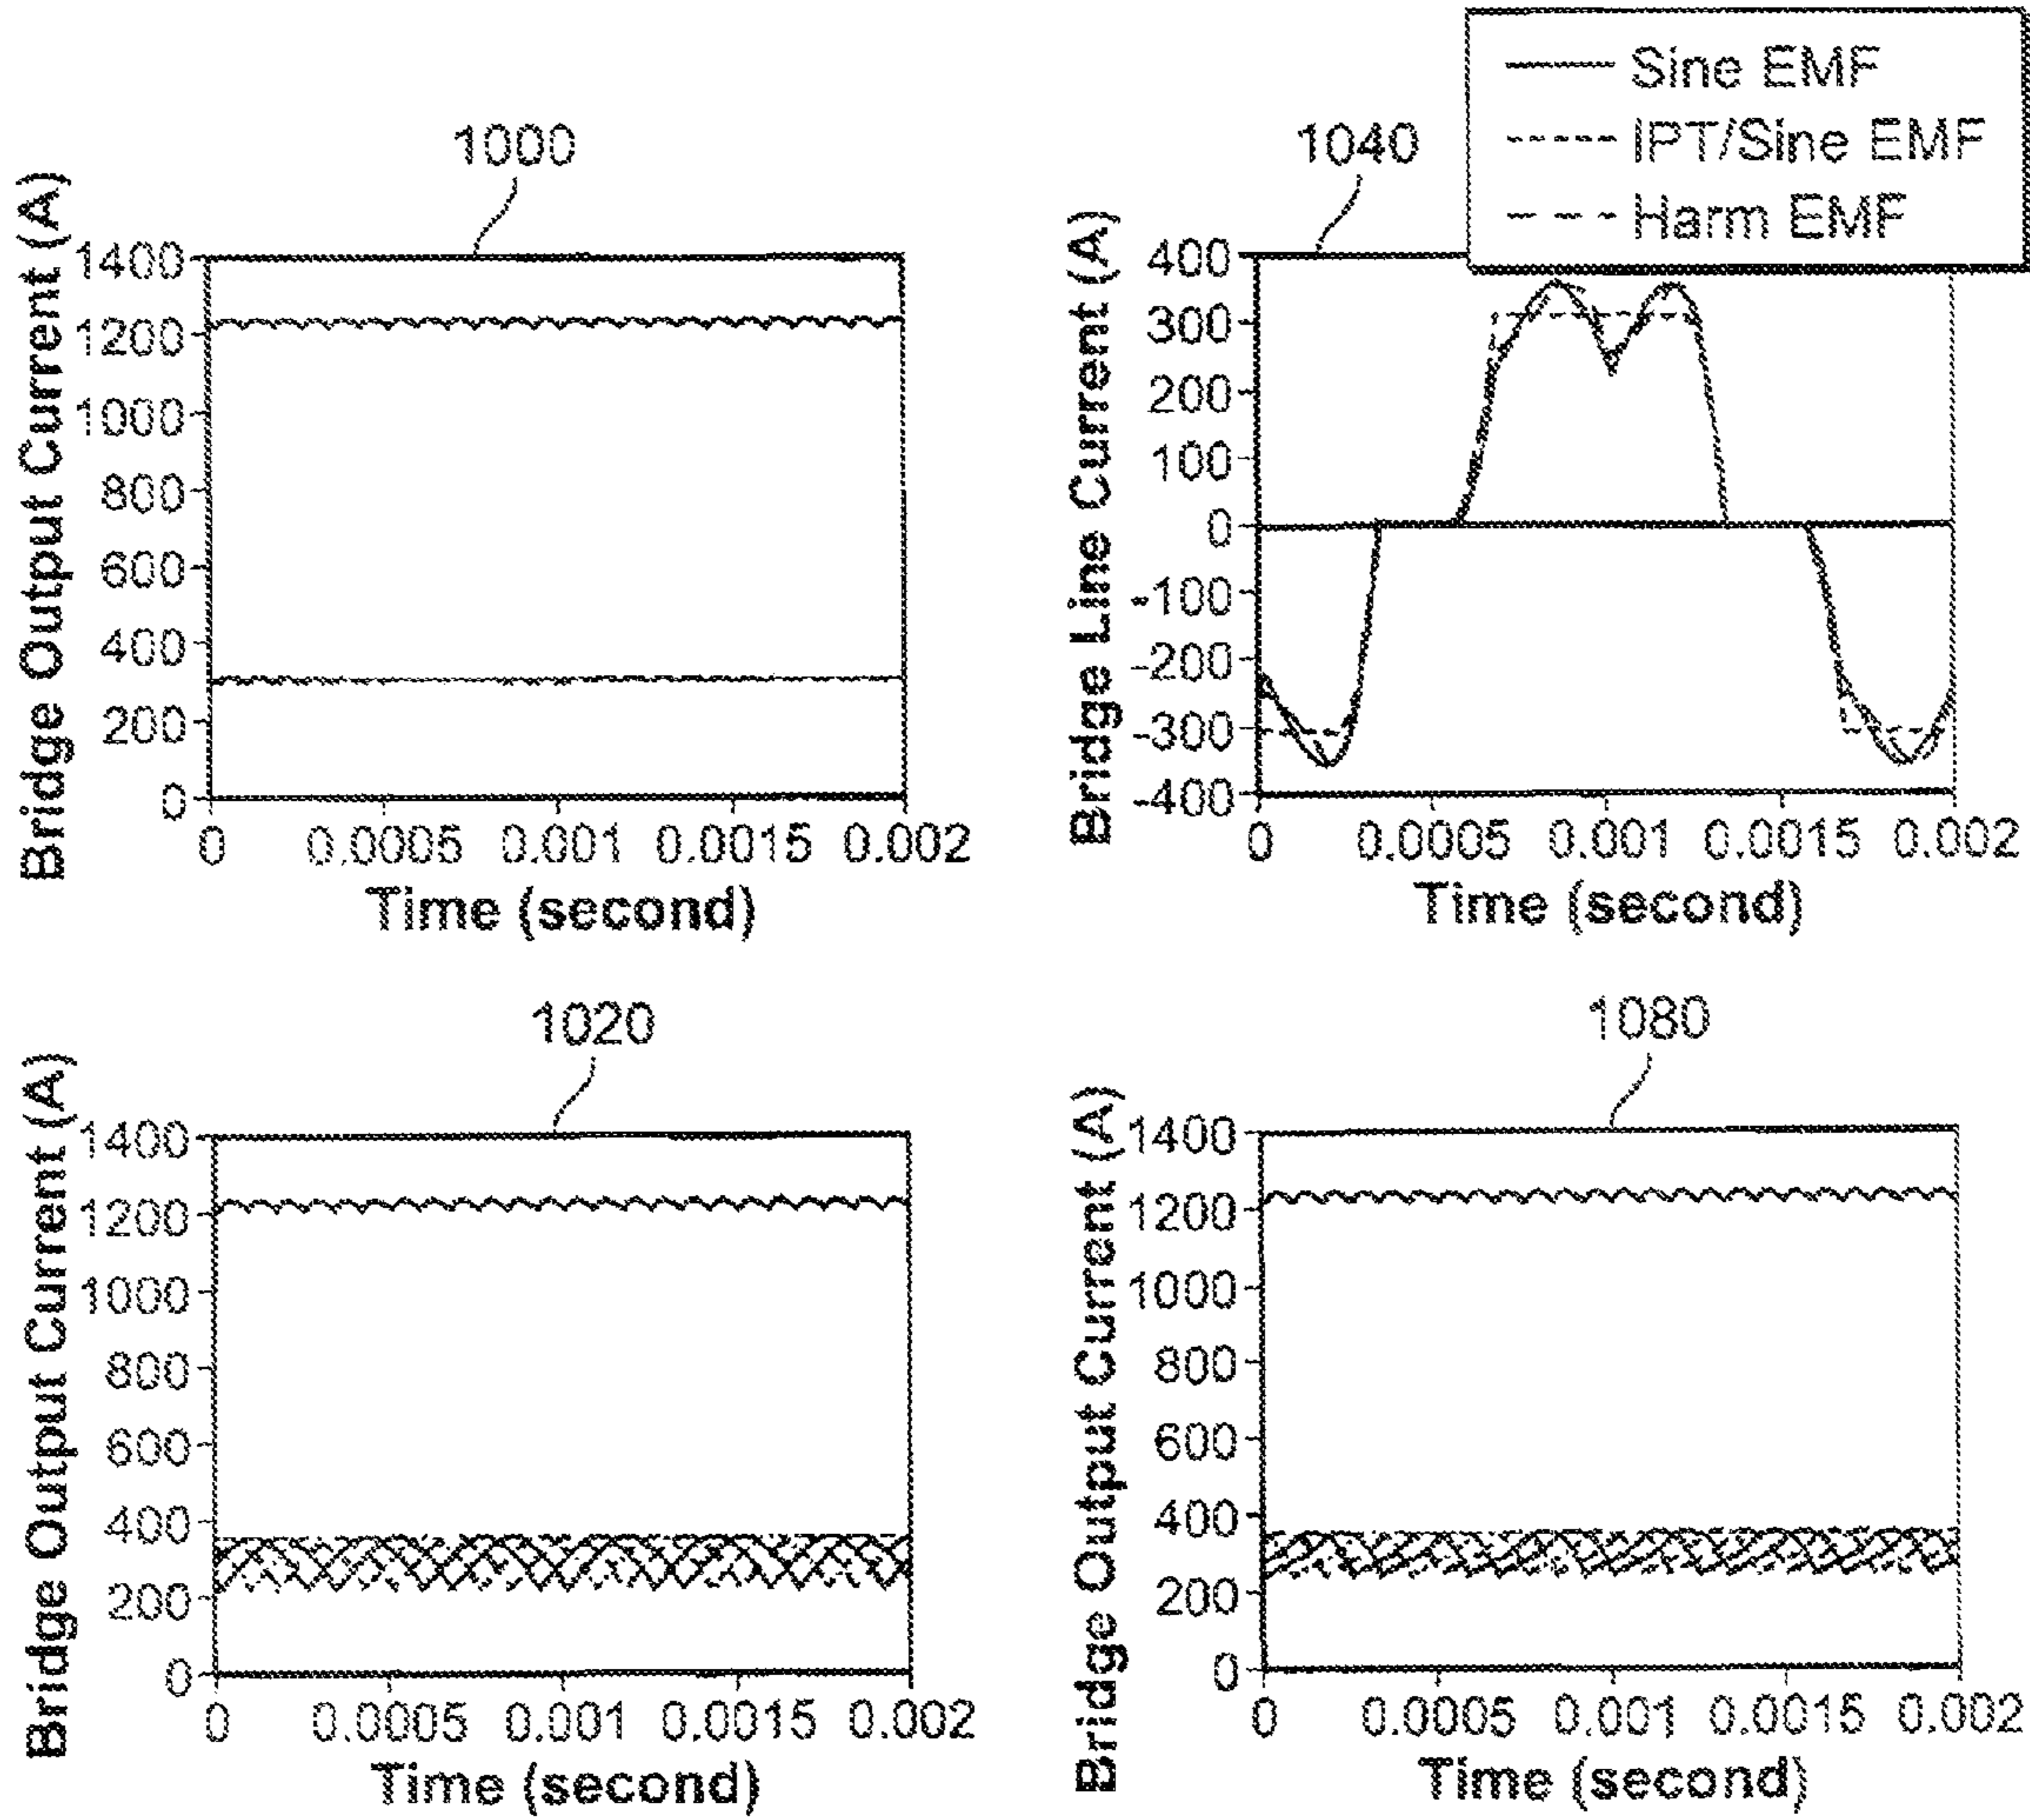 1000
Bridge Output Current (A)
1400
1200
1000
800
600
400
200
0
0 0.0005 0.001 0.0015 0.002
Time (second)
1040
Sine EMF
IPT/Sine EMF
Harm EMF
Bridge Line Current (A)
400
300
200
100
0
-100
-200
-300
-400
0 0.0005 0.001 0.0015 0.002
Time (second)
1020
Bridge Output Current (A)
1400
1200
1000
800
600
400
200
0
0 0.0005 0.001 0.0015 0.002
Time (second)
1080
Bridge Output Current (A)
1400
1200
1000
800
600
400
200
0
0 0.0005 0.001 0.0015 0.002
Time (second)